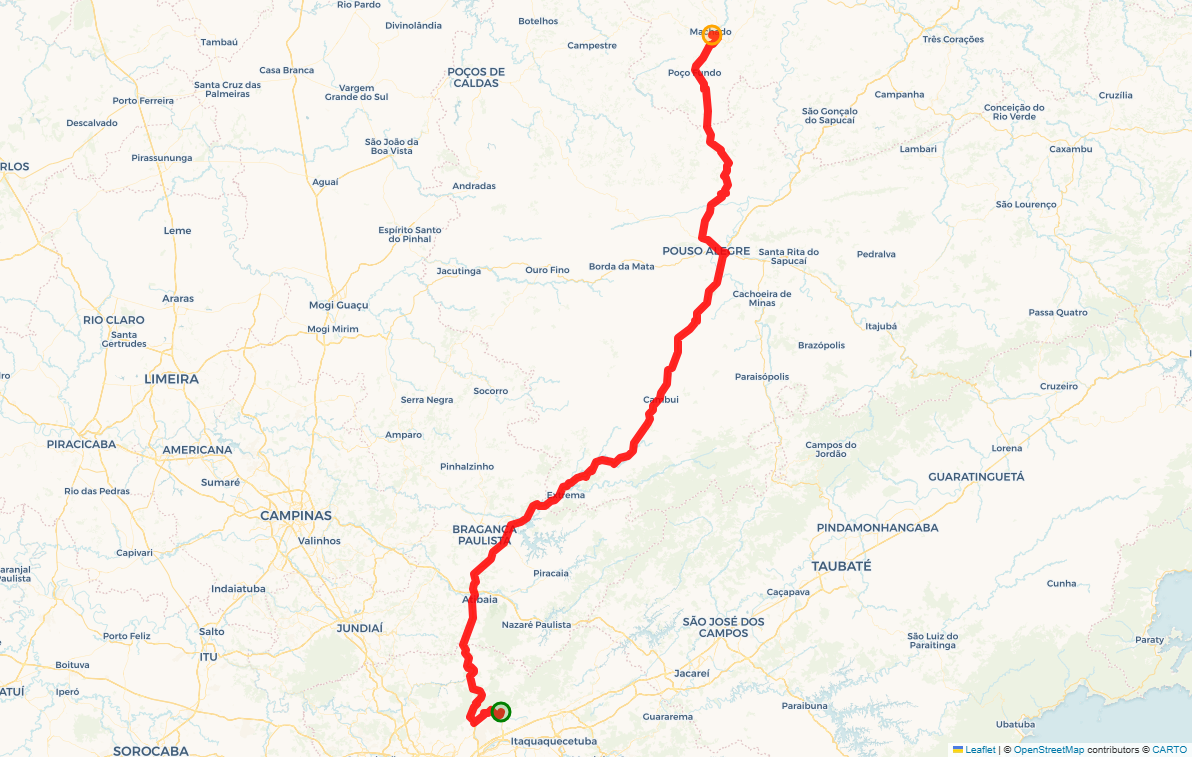 Rio Pardo
Botelhos
Divinolândia
Machado
Três Corações
Tambaú
Campestre
Casa Branca
POÇOS DE
CALDAS
Poço Fundo
Santa Cruz das
Palmeiras
Vargem
Grande do Sul
Campanha
Cruzília
Porto Ferreira
São Gonçalo
do Sapucaí
Conceição do
Rio Verde
Descalvado
São João da
Boa Vista
Lambari
Caxambu
Pirassununga
RLOS
Aguaí
Andradas
São Lourenço
Leme
Espírito Santo
do Pinhal
POUSO ALEGRE
Santa Rita do
Sapucaí
Pedralva
Jacutinga
Ouro Fino
Borda da Mata
Araras
Mogi Guaçu
Cachoeira de
Minas
Passa Quatro
RIO CLARO
Mogi Mirim
Itajubá
Santa
Gertrudes
Brazópolis
LIMEIRA
Paraisópolis
Cruzeiro
ro
Socorro
Serra Negra
Cambuí
Amparo
PIRACICABA
AMERICANA
Campos do
Jordão
Lorena
Pinhalzinho
GUARATINGUETÁ
Sumaré
Rio das Pedras
Extrema
CAMPINAS
BRAGANÇA
PAULISTA
PINDAMONHANGABA
Valinhos
Capivari
TAUBATÉ
aranjal
Paulista
Piracaia
Cunha
Indaiatuba
Caçapava
Atibaia
JUNDIAÍ
Nazaré Paulista
SÃO JOSÉ DOS
CAMPOS
Salto
Porto Feliz
São Luiz do
Paraitinga
Paraty
ITU
Boituva
Jacareí
ATUÍ
Iperó
Paraibuna
Guararema
Ubatuba
Itaquaquecetuba
SOROCABA
Leaflet | © OpenStreetMap contributors © CARTO